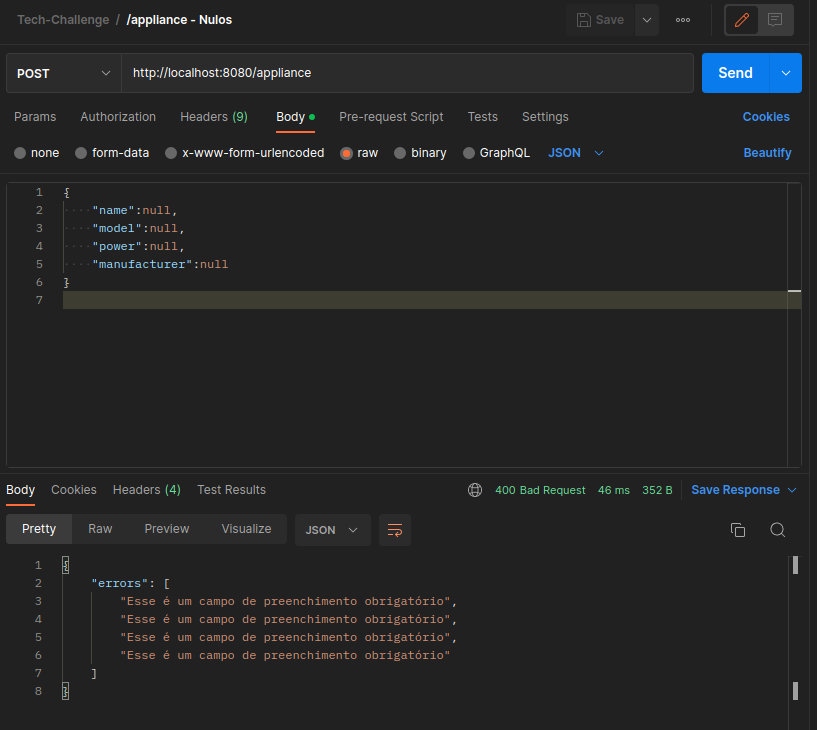 Tech-Challenge / /appliance - Nulos
Save
POST
http://localhost:8080/appliance
Send
Params Authorization Headers (9) Body Pre-request Script Tests Settings Cookies
none form-data x-www-form-urlencoded raw binary GraphQL JSON Beautify
1 {
2 ····"name":null,
3 ····"model":null,
4 ····"power":null,
5 ····"manufacturer":null
6 }
7
Body Cookies Headers (4) Test Results 400 Bad Request 46 ms 352 B Save Response
Pretty Raw Preview Visualize JSON
1 {
2 "errors": [
3 "Esse é um campo de preenchimento obrigatório",
4 "Esse é um campo de preenchimento obrigatório",
5 "Esse é um campo de preenchimento obrigatório",
6 "Esse é um campo de preenchimento obrigatório"
7 ]
8 }